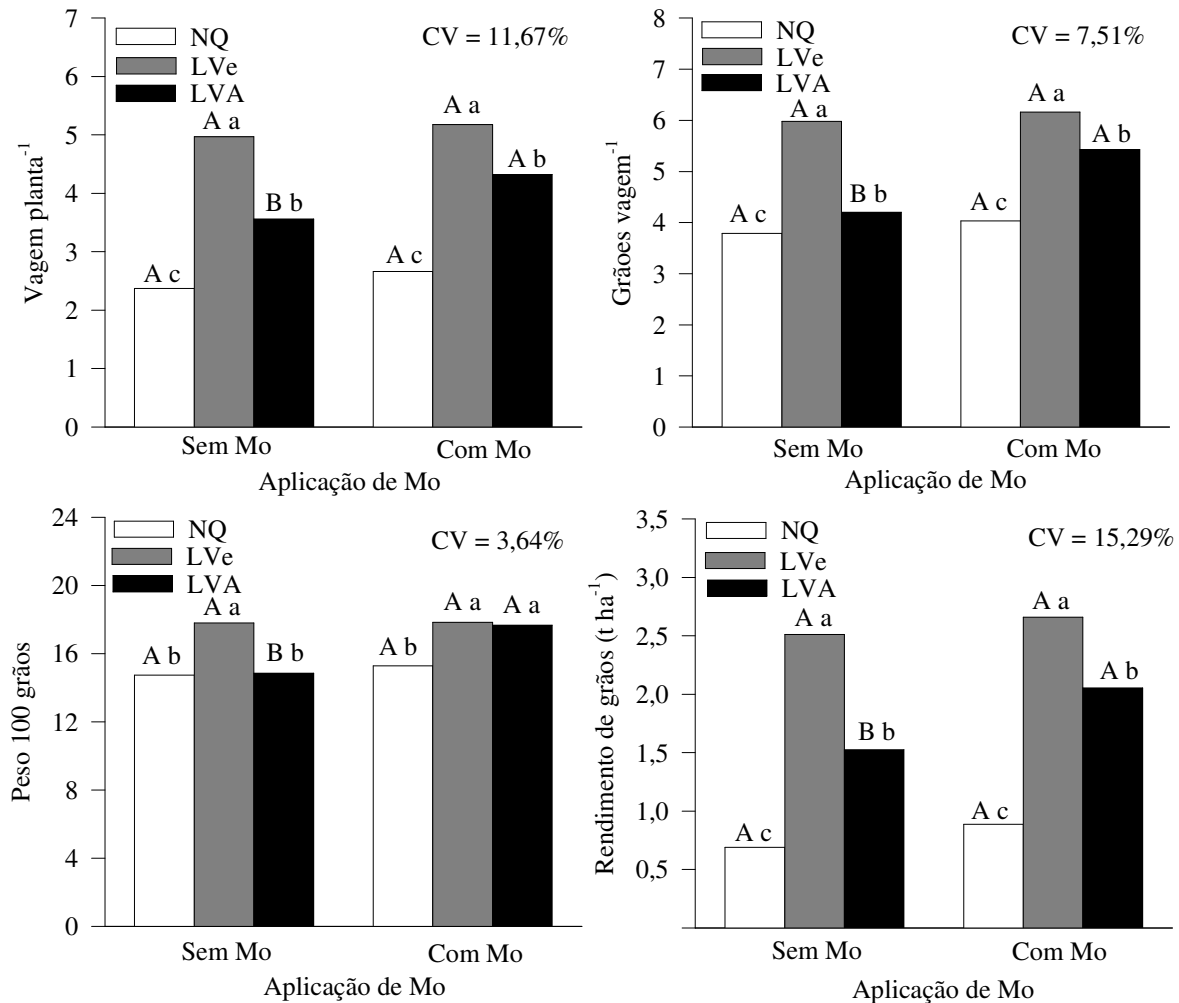 7
6
5
4
3
2
1
0
Vagem planta⁻¹
NQ
LVe
LVA
CV = 11,67%
A c
A a
B b
A c
A a
A b
Sem Mo
Com Mo
Aplicação de Mo
8
7
6
5
4
3
2
1
0
Grãoes vagem⁻¹
NQ
LVe
LVA
CV = 7,51%
A c
A a
B b
A c
A a
A b
Sem Mo
Com Mo
Aplicação de Mo
24
20
16
12
8
4
0
Peso 100 grãos
NQ
LVe
LVA
CV = 3,64%
A b
A a
B b
A b
A a
A a
Sem Mo
Com Mo
Aplicação de Mo
3,5
3,0
2,5
2,0
1,5
1,0
0,5
Rendimento de grãos (t ha⁻¹)
NQ
LVe
LVA
CV = 15,29%
A c
A a
B b
A c
A a
A b
Sem Mo
Com Mo
Aplicação de Mo